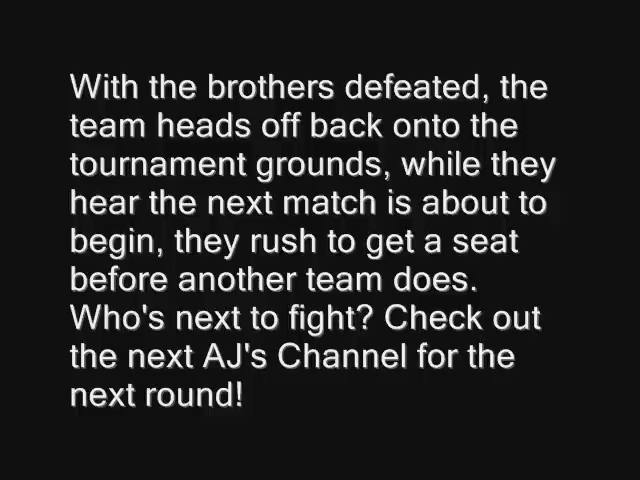 With the brothers defeated, the
team heads off back onto the
tournament grounds, while they
hear the next match is about to
begin, they rush to get a seat
before another team does.
Who's next to fight? Check out
the next AJ's Channel for the
next round!